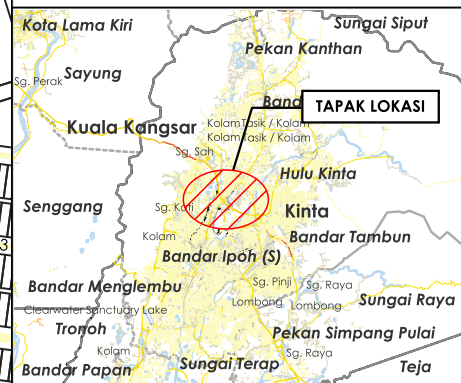 Kota Lama Kiri
Sungai Siput
Pekan Kanthan
Sg. Perak
Sayung
Band
TAPAK LOKASI
Kuala Kangsar
Kolam Tasik / Kolam
Kolam Tasik / Kolam
Sg. Sah
Hulu Kinta
Senggang
Sg. Kati
Kinta
Kolam
Bandar Tambun
3
Bandar Ipoh (S)
Bandar Menglembu
Sg. Pinji
Sg. Raya
Clearwater Sanctuary Lake
Lombong
Lombong
Sungai Raya
Tronoh
Pekan Simpang Pulai
Kolam
Sg. Raya
Bandar Papan
Sungai Terap
Teja